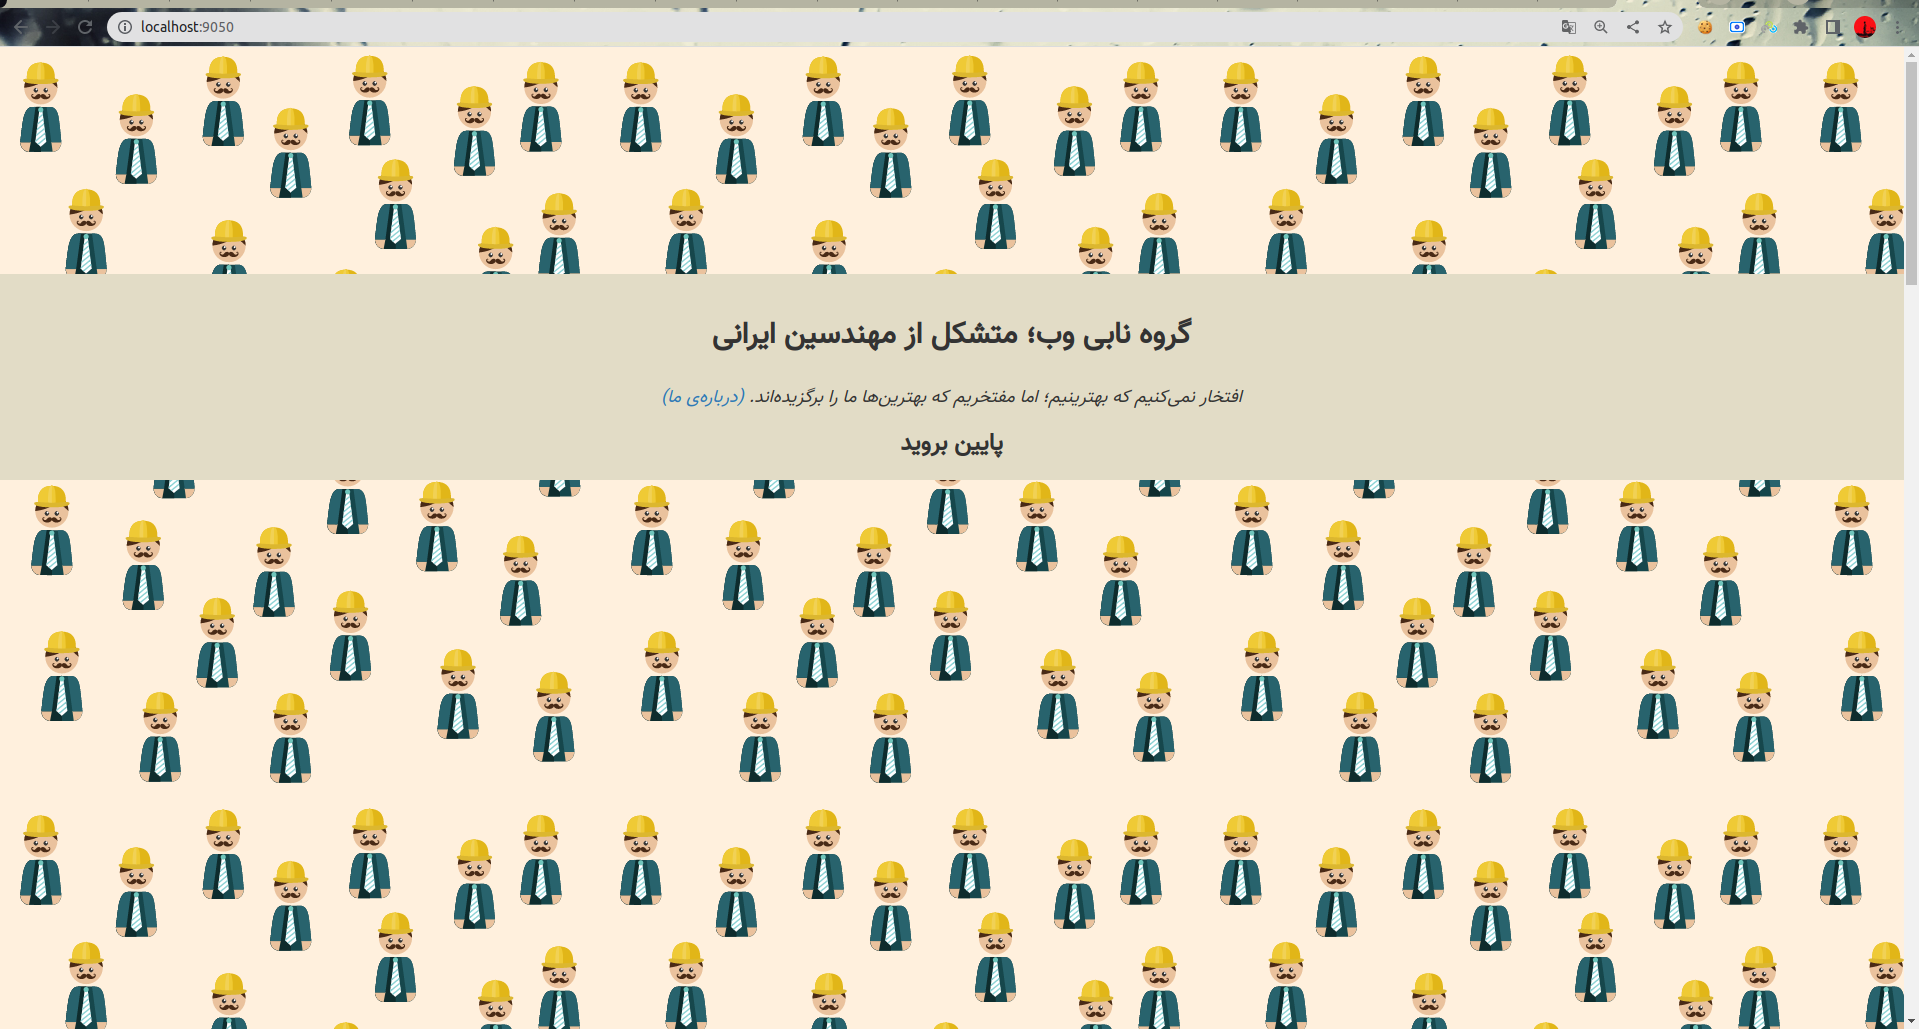 localhost:9050
گروه نابی وب؛ متشکل از مهندسین ایرانی
افتخار نمی‌کنیم که بهترینیم؛ اما مفتخریم که بهترین‌ها ما را برگزیده‌اند. (درباره‌ی ما)
پایین بروید